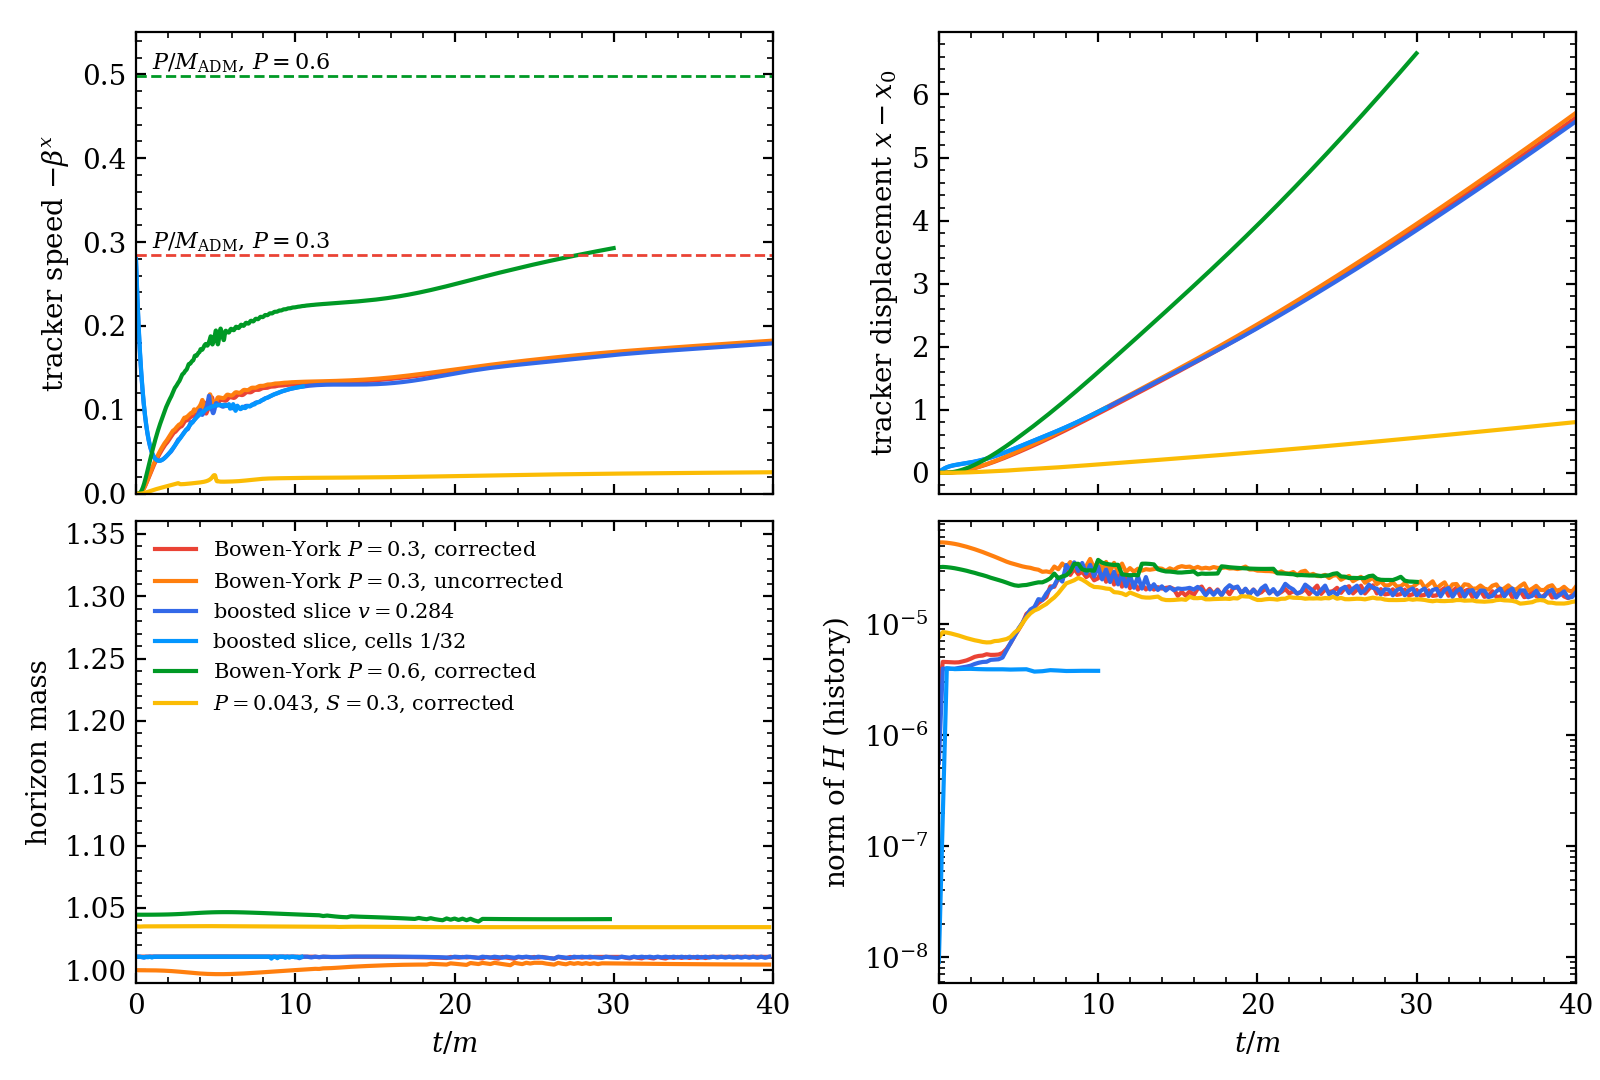 0.5
0.4
0.3
0.2
0.1
0.0
tracker speed −βˣ
P/M_ADM, P = 0.6
P/M_ADM, P = 0.3
6
5
4
3
2
1
0
tracker displacement x − x₀
1.35
1.30
1.25
1.20
1.15
1.10
1.05
1.00
horizon mass
Bowen-York P = 0.3, corrected
Bowen-York P = 0.3, uncorrected
boosted slice v = 0.284
boosted slice, cells 1/32
Bowen-York P = 0.6, corrected
P = 0.043, S = 0.3, corrected
0 10 20 30 40
t/m
10⁻⁵
10⁻⁶
10⁻⁷
10⁻⁸
norm of H (history)
0 10 20 30 40
t/m